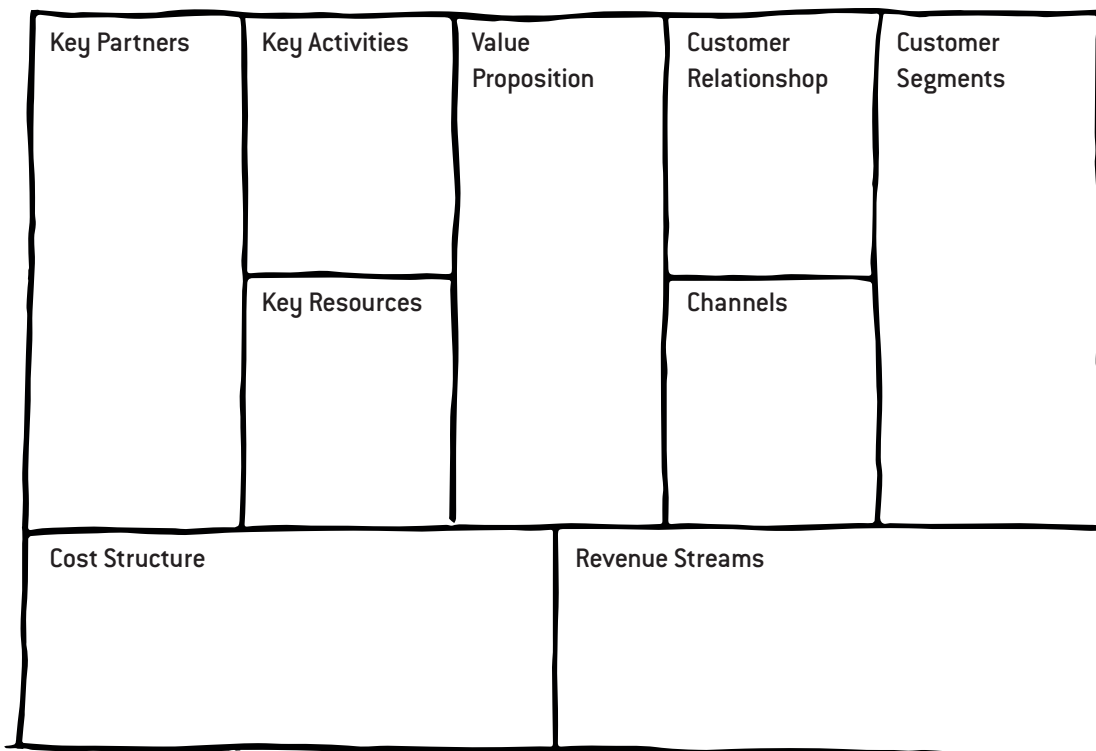 Key Partners
Key Activities
Value
Proposition
Customer
Relationshop
Customer
Segments
Key Resources
Channels
Cost Structure
Revenue Streams